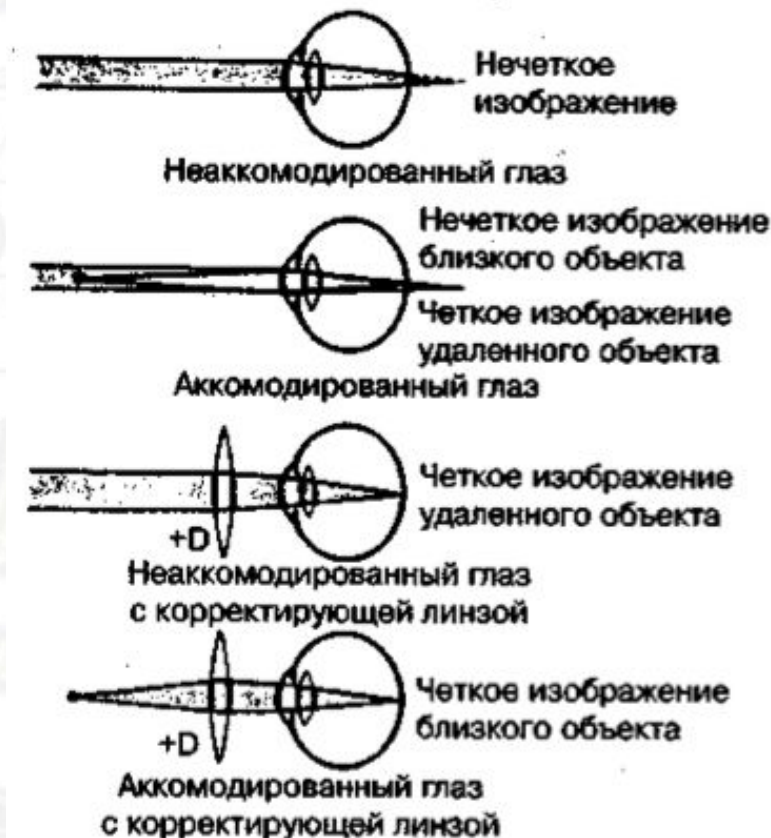 Нечеткое
изображение
Неаккомодированный глаз
Нечеткое изображение
близкого объекта
Четкое изображение
удаленного объекта
Аккомодированный глаз
Четкое изображение
удаленного объекта
+D
Неаккомодированный глаз
с корректирующей линзой
Четкое изображение
близкого объекта
+D
Аккомодированный глаз
с корректирующей линзой